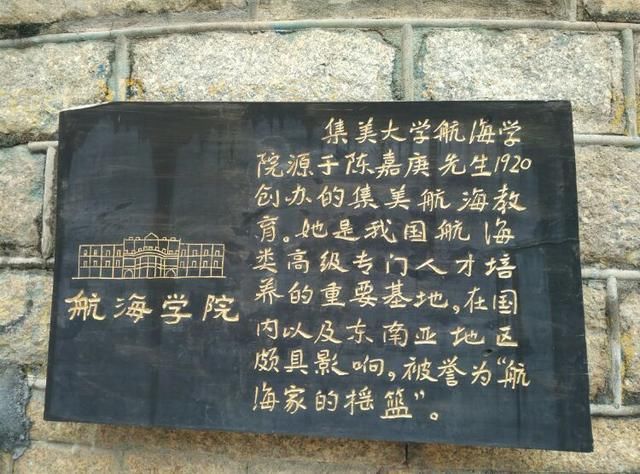 集美大学航海学
院源于陈嘉庚先生1920
创办的集美航海教
育。她是我国航海
类高级专门人才培
养的重要基地，在国
内以及东南亚地区
颇具影响，被誉为“航
海家的摇篮”。
航海学院